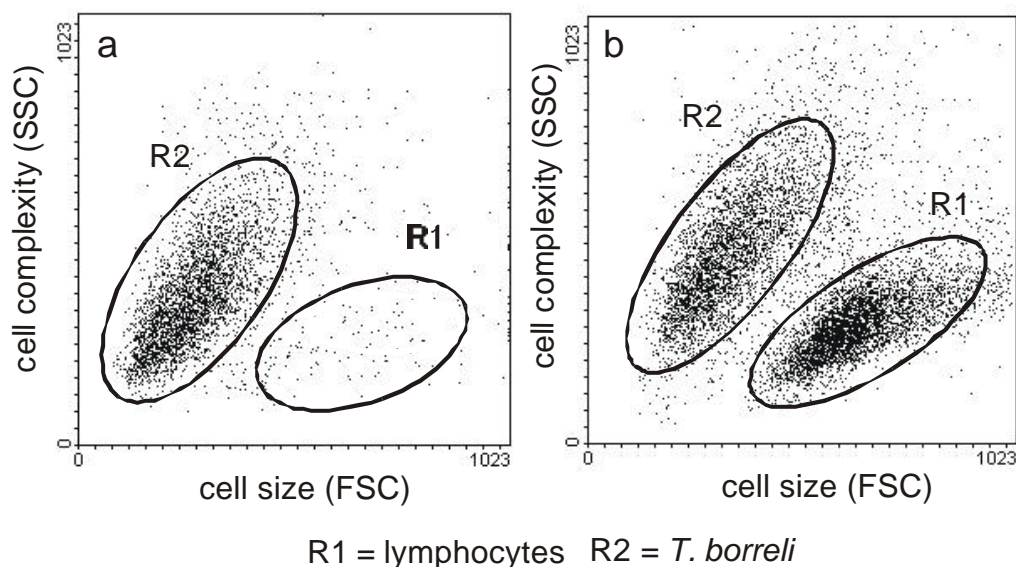 a
1023
cell complexity (SSC)
R2
R1
0
0
1023
cell size (FSC)
b
1023
cell complexity (SSC)
R2
R1
0
0
1023
cell size (FSC)
R1 = lymphocytes R2 = T. borreli